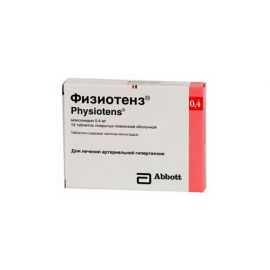 Физиотенз®
Physiotens®
моксонидин 0,4 мг
14 таблеток покрытых пленочной оболочкой
0,4
Для лечения артериальной гипертензии
Abbott